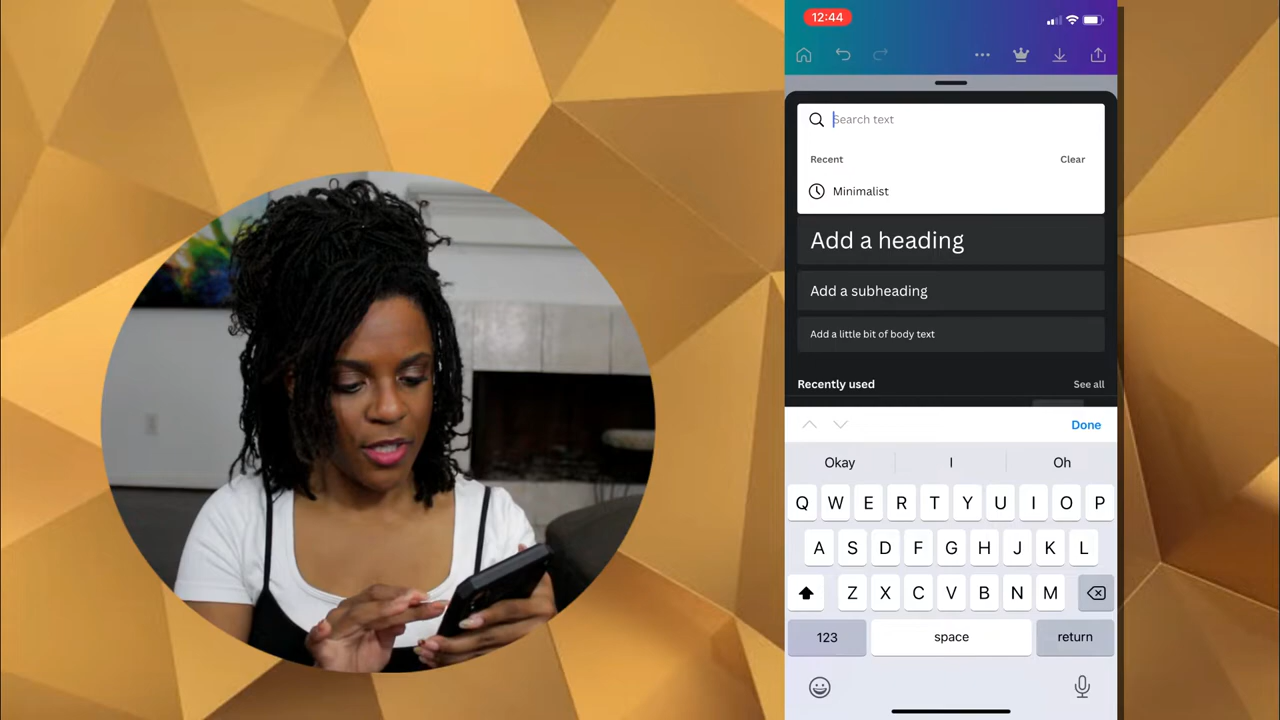 12:44
Search text
Recent Clear
Minimalist
Add a heading
Add a subheading
Add a little bit of body text
Recently used See all
Done
Okay I Oh
Q W E R T Y U I O P
A S D F G H J K L
Z X C V B N M
123 space return